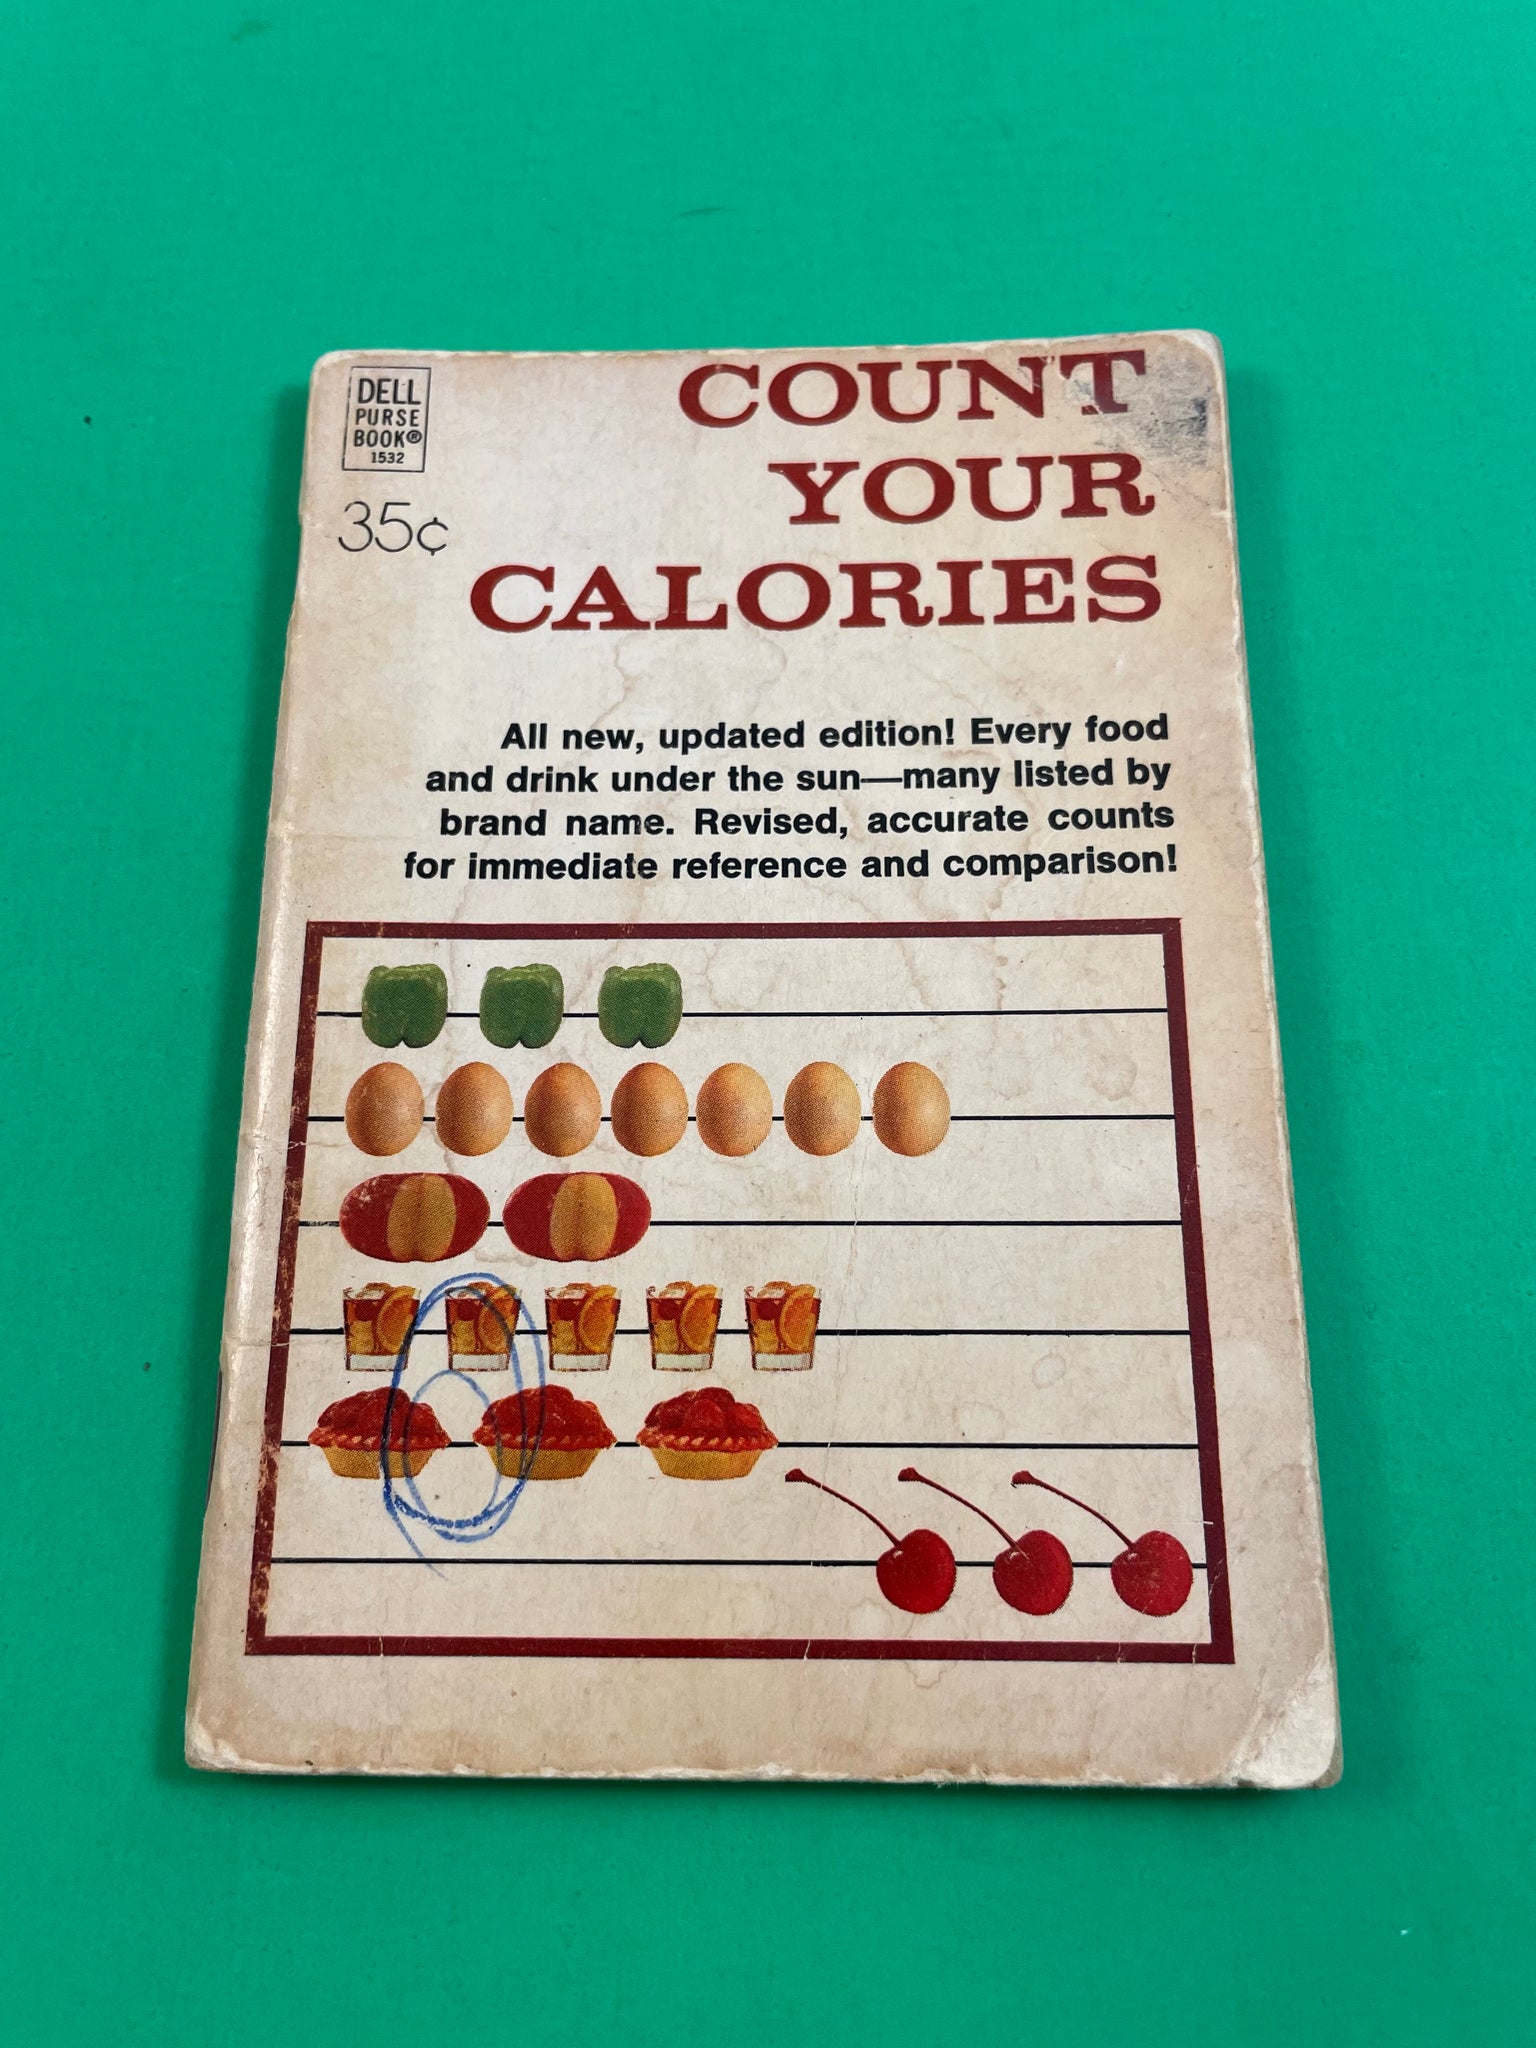 DELL
PURSE
BOOK®
1532
35¢
COUNT
YOUR
CALORIES
All new, updated edition! Every food
and drink under the sun—many listed by
brand name. Revised, accurate counts
for immediate reference and comparison!